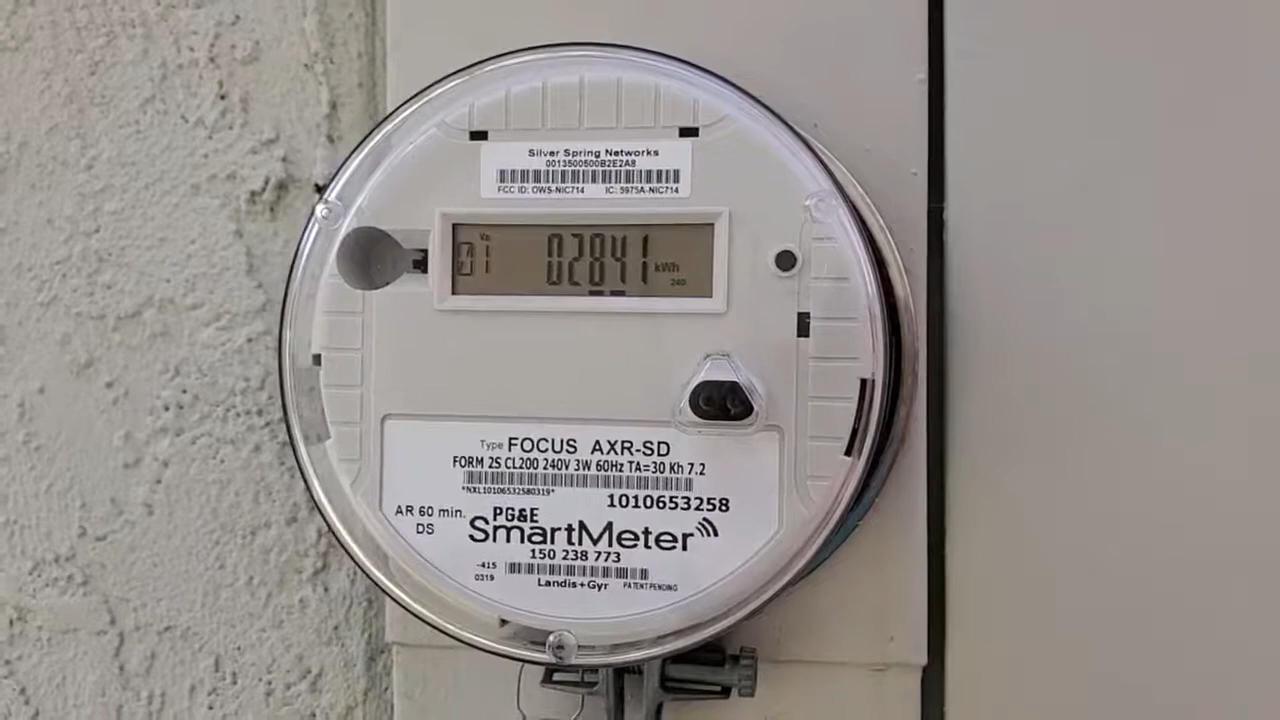 Silver Spring Networks
0013500500B2E2A8
FCC ID: OWS-NIC714 IC: 5975A-NIC714
01 02841 kWh
240
Type FOCUS AXR-SD
FORM 2S CL200 240V 3W 60Hz TA=30 Kh 7.2
*NXL10106532580319*
1010653258
AR 60 min.
DS
PG&E
SmartMeter
150 238 773
-415
0319
Landis+Gyr PATENT PENDING